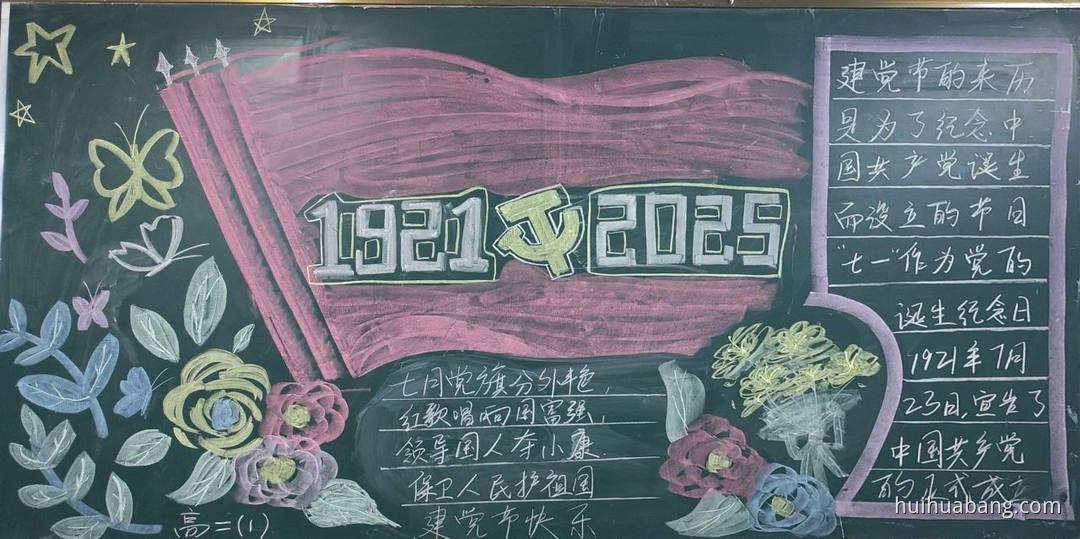 1921 2025
七月党旗分外艳,
红歌唱响国富强,
领导国人夺小康
保卫人民护祖国
建党节快乐
高二(1)
建党节的来历
是为了纪念中
国共产党诞生
而设立的节日
"七一"作为党的
诞生纪念日
1921年7月
23日,宣告了
中国共产党
的正式成立
huihuabang.com